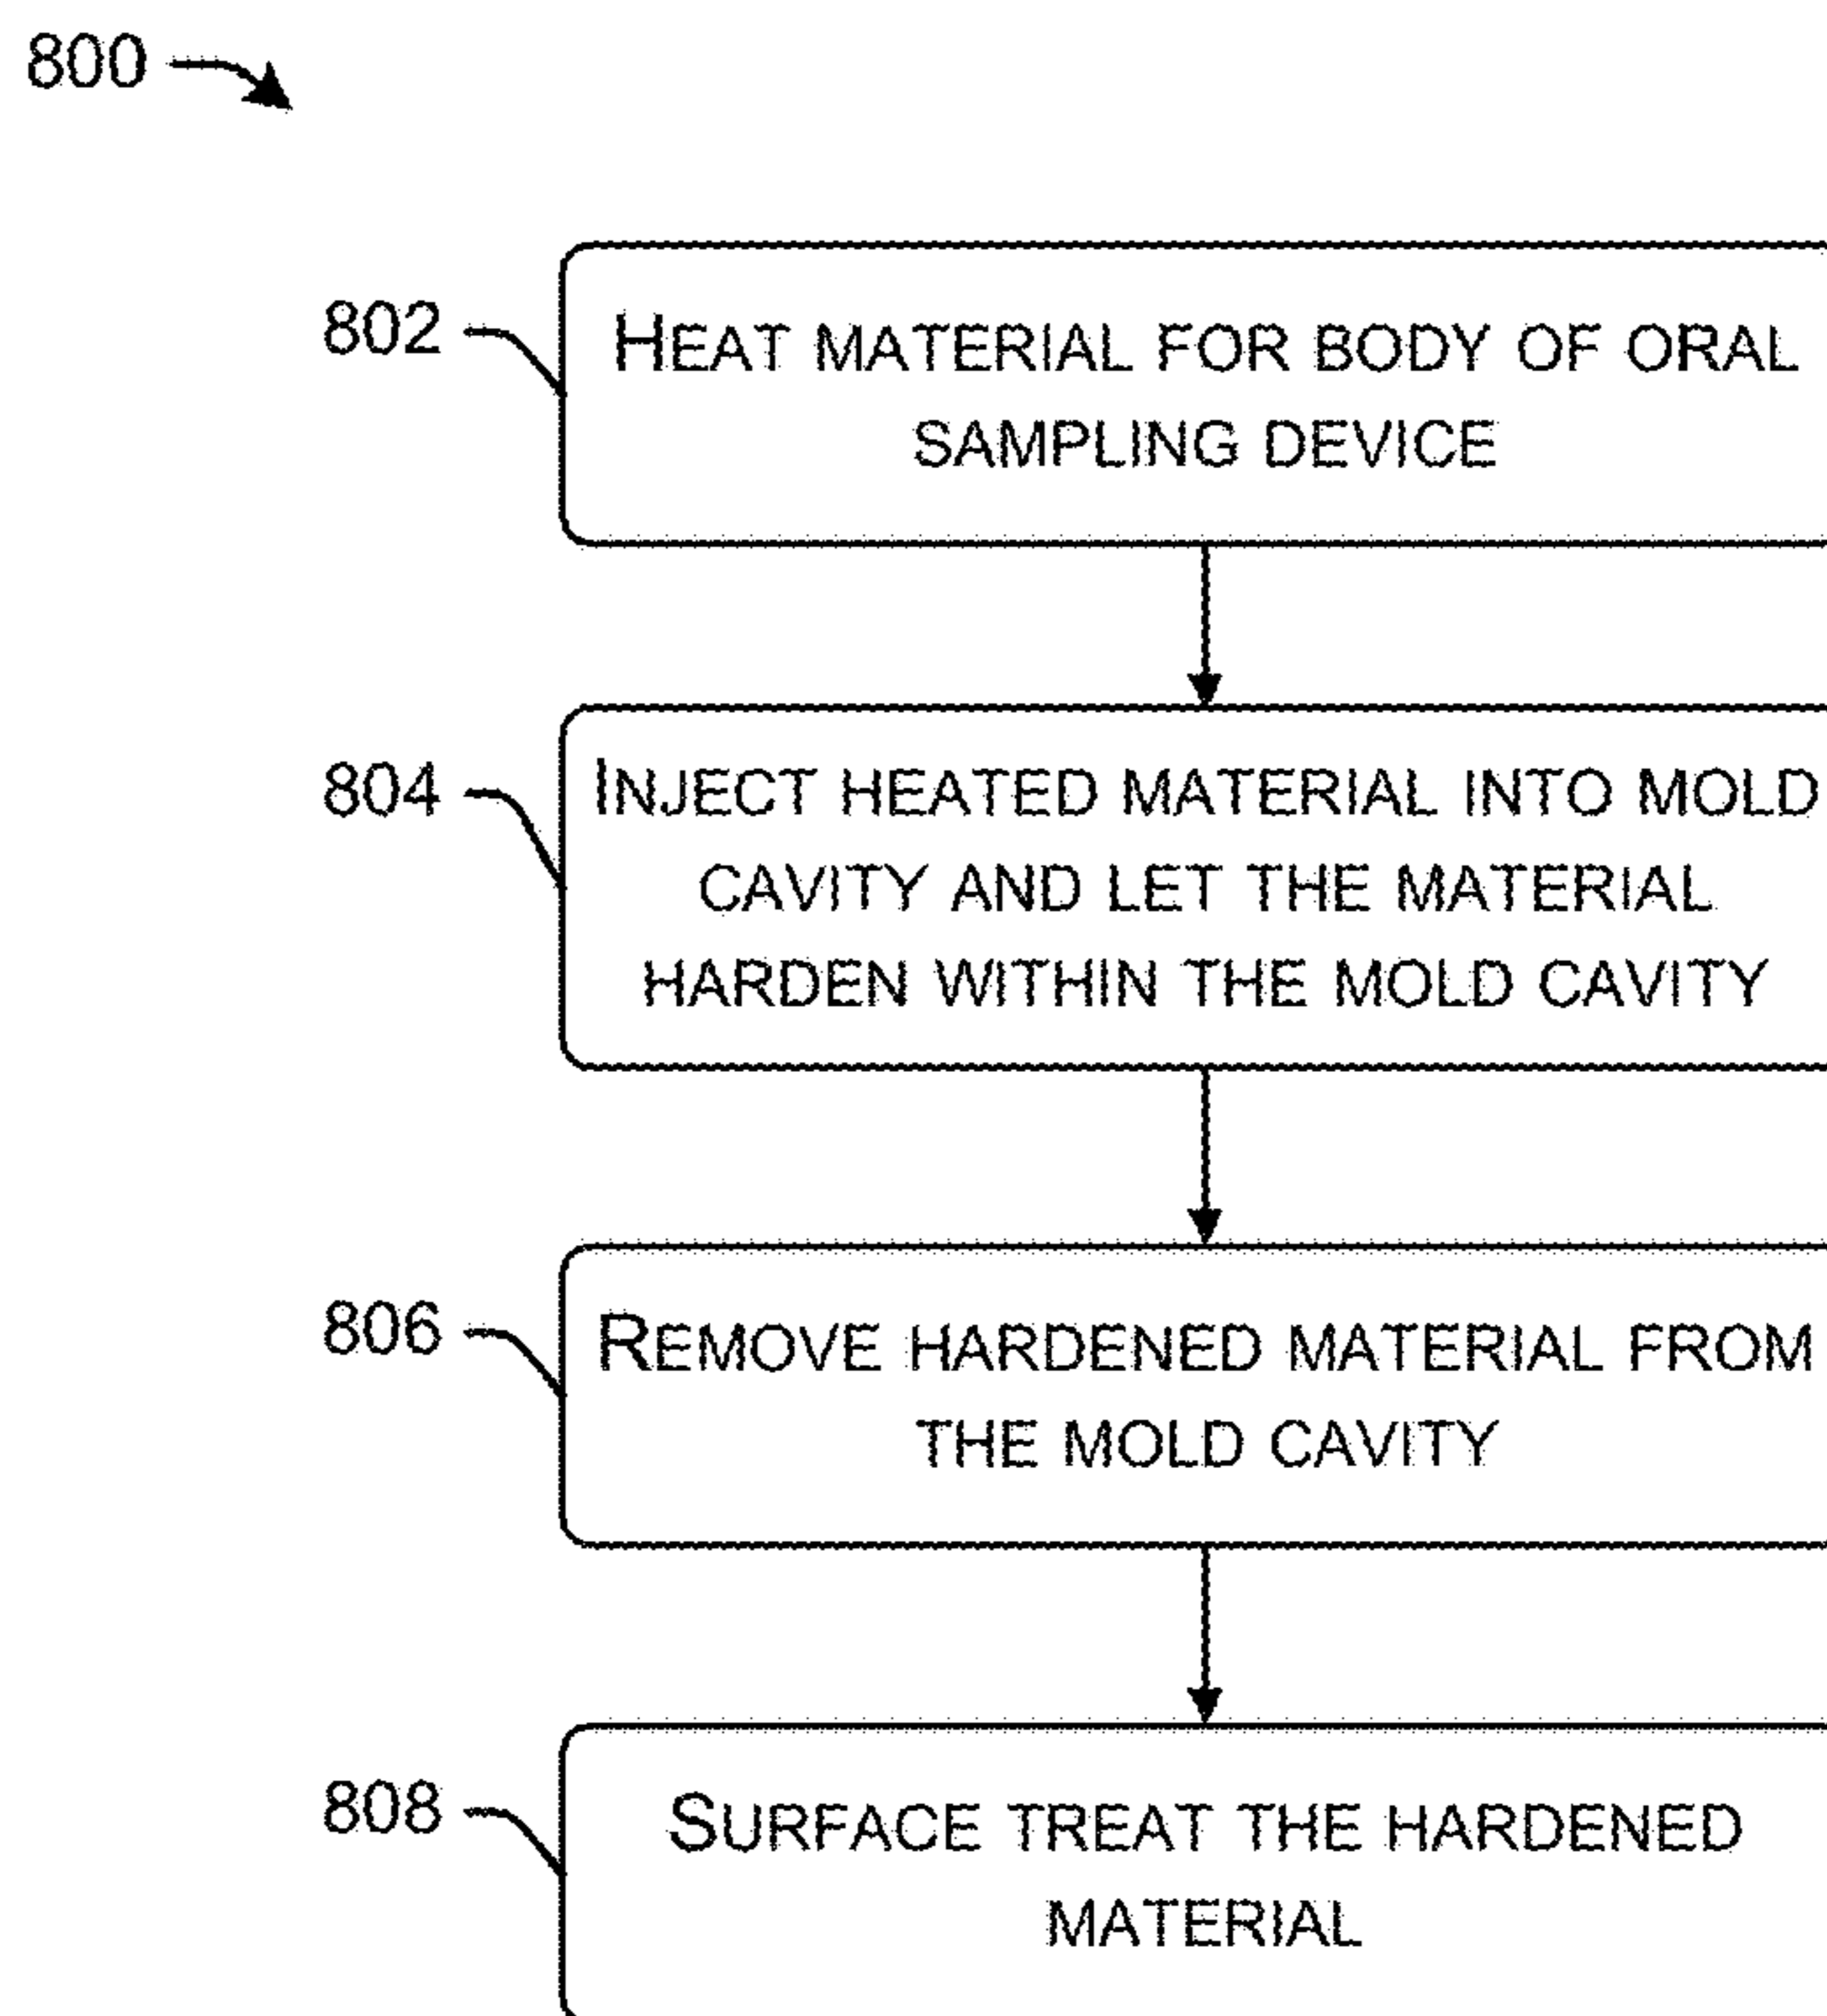 800
802
HEAT MATERIAL FOR BODY OF ORAL
SAMPLING DEVICE
804
INJECT HEATED MATERIAL INTO MOLD
CAVITY AND LET THE MATERIAL
HARDEN WITHIN THE MOLD CAVITY
806
REMOVE HARDENED MATERIAL FROM
THE MOLD CAVITY
808
SURFACE TREAT THE HARDENED
MATERIAL